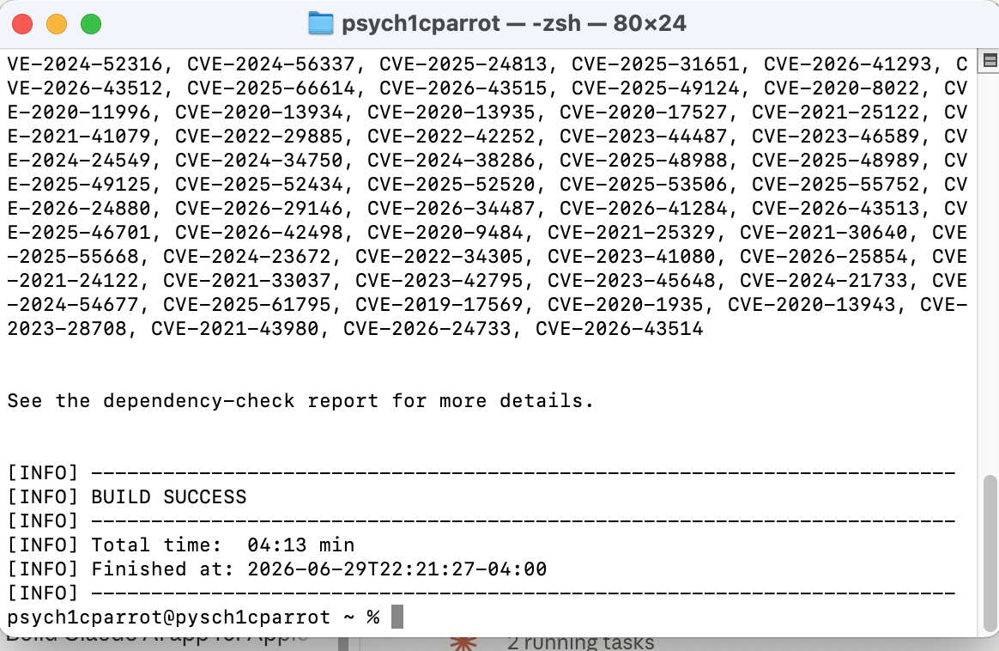 psych1cparrot — -zsh — 80×24
VE-2024-52316, CVE-2024-56337, CVE-2025-24813, CVE-2025-31651, CVE-2026-41293, C
VE-2026-43512, CVE-2025-66614, CVE-2026-43515, CVE-2025-49124, CVE-2020-8022, CV
E-2020-11996, CVE-2020-13934, CVE-2020-13935, CVE-2020-17527, CVE-2021-25122, CV
E-2021-41079, CVE-2022-29885, CVE-2022-42252, CVE-2023-44487, CVE-2023-46589, CV
E-2024-24549, CVE-2024-34750, CVE-2024-38286, CVE-2025-48988, CVE-2025-48989, CV
E-2025-49125, CVE-2025-52434, CVE-2025-52520, CVE-2025-53506, CVE-2025-55752, CV
E-2026-24880, CVE-2026-29146, CVE-2026-34487, CVE-2026-41284, CVE-2026-43513, CV
E-2025-46701, CVE-2026-42498, CVE-2020-9484, CVE-2021-25329, CVE-2021-30640, CVE
-2025-55668, CVE-2024-23672, CVE-2022-34305, CVE-2023-41080, CVE-2026-25854, CVE
-2021-24122, CVE-2021-33037, CVE-2023-42795, CVE-2023-45648, CVE-2024-21733, CVE
-2024-54677, CVE-2025-61795, CVE-2019-17569, CVE-2020-1935, CVE-2020-13943, CVE-
2023-28708, CVE-2021-43980, CVE-2026-24733, CVE-2026-43514
See the dependency-check report for more details.
[INFO] ------------------------------------------------------------------------
[INFO] BUILD SUCCESS
[INFO] ------------------------------------------------------------------------
[INFO] Total time:  04:13 min
[INFO] Finished at: 2026-06-29T22:21:27-04:00
[INFO] ------------------------------------------------------------------------
psych1cparrot@pysch1cparrot ~ %
Build Claude AI app for Apple
2 running tasks